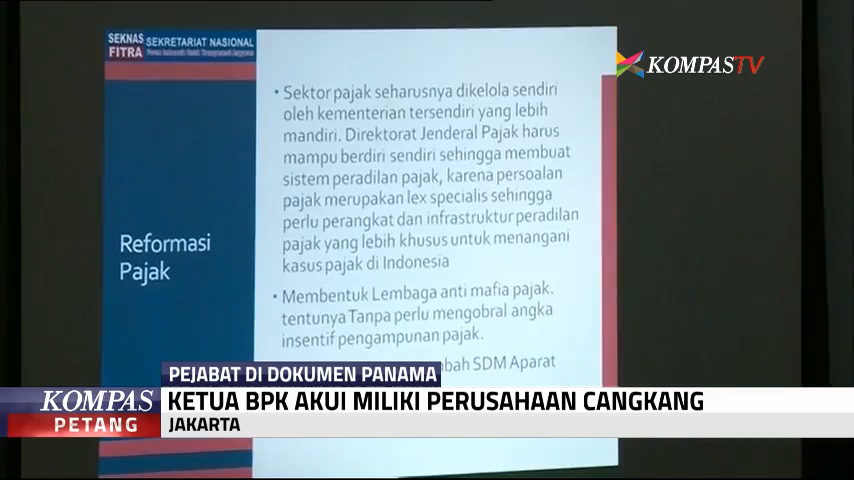 SEKNAS
FITRA
SEKRETARIAT NASIONAL
KOMPASTV
• Sektor pajak seharusnya dikelola sendiri
oleh kementerian tersendiri yang lebih
mandiri. Direktorat Jenderal Pajak harus
mampu berdiri sendiri sehingga membuat
sistem peradilan pajak, karena persoalan
pajak merupakan lex specialis sehingga
perlu perangkat dan infrastruktur peradilan
pajak yang lebih khusus untuk menangani
kasus pajak di Indonesia
Reformasi
Pajak
• Membentuk Lembaga anti mafia pajak.
tentunya Tanpa perlu mengobral angka
insentif pengampunan pajak.
SDM Aparat
PEJABAT DI DOKUMEN PANAMA
KOMPAS
PETANG
KETUA BPK AKUI MILIKI PERUSAHAAN CANGKANG
JAKARTA